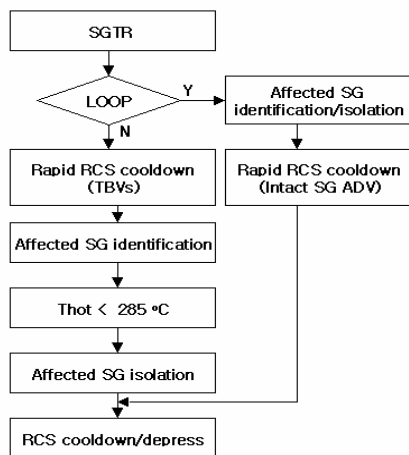 SGTR
LOOP
Y
N
Affected SG
identification/isolation
Rapid RCS cooldown
(TBVs)
Rapid RCS cooldown
(Intact SG ADV)
Affected SG identification
Thot < 285 ℃
Affected SG isolation
RCS cooldown/depress